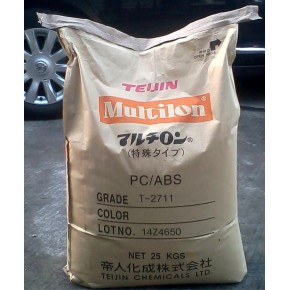 TEIJIN
Multilon®
マルチロン®
(特殊タイプ)
PC/ABS
GRADE T-2711
COLOR
LOT NO. 14Z4650
NET 25 KGS
帝人化成株式会社
TEIJIN CHEMICALS LTD.